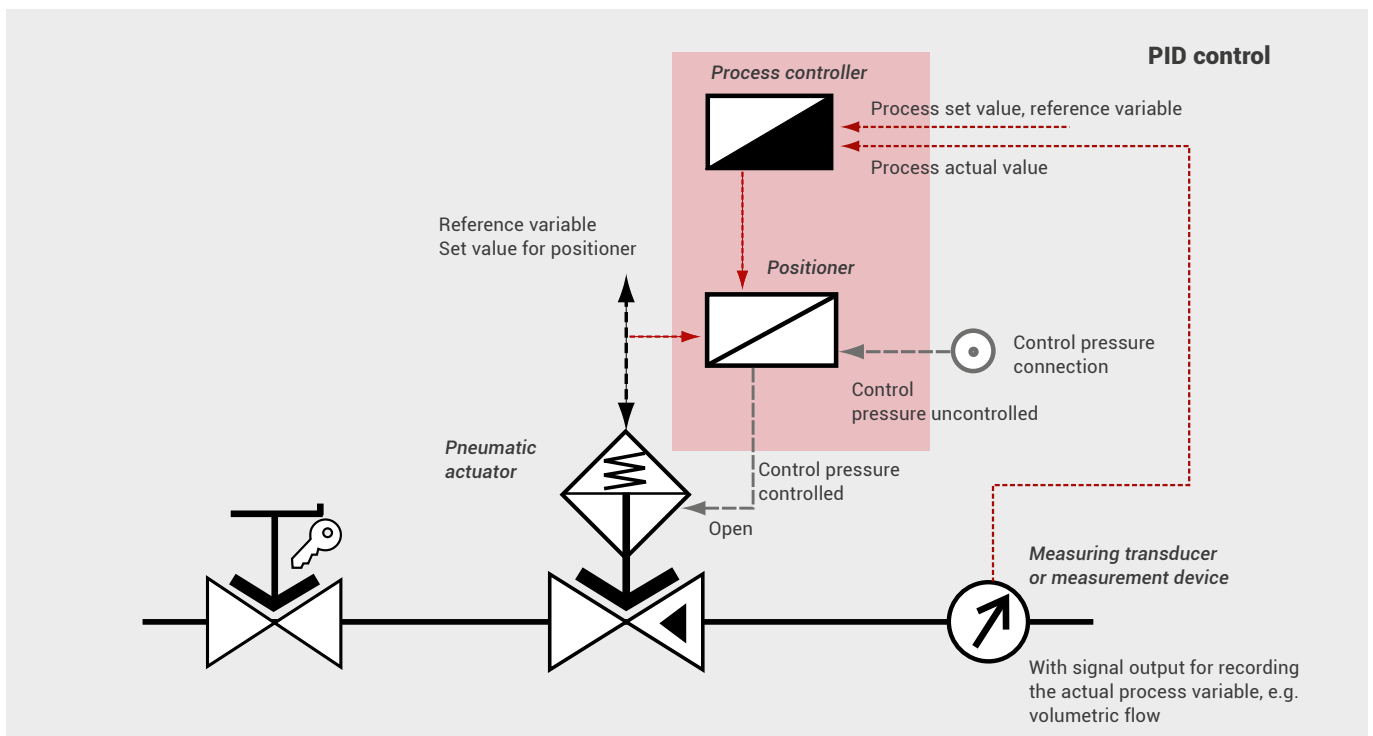 PID control
Process controller
Process set value, reference variable
Process actual value
Reference variable
Set value for positioner
Positioner
Control pressure
connection
Control
pressure uncontrolled
Pneumatic
actuator
Control pressure
controlled
Open
Measuring transducer
or measurement device
With signal output for recording
the actual process variable, e.g.
volumetric flow